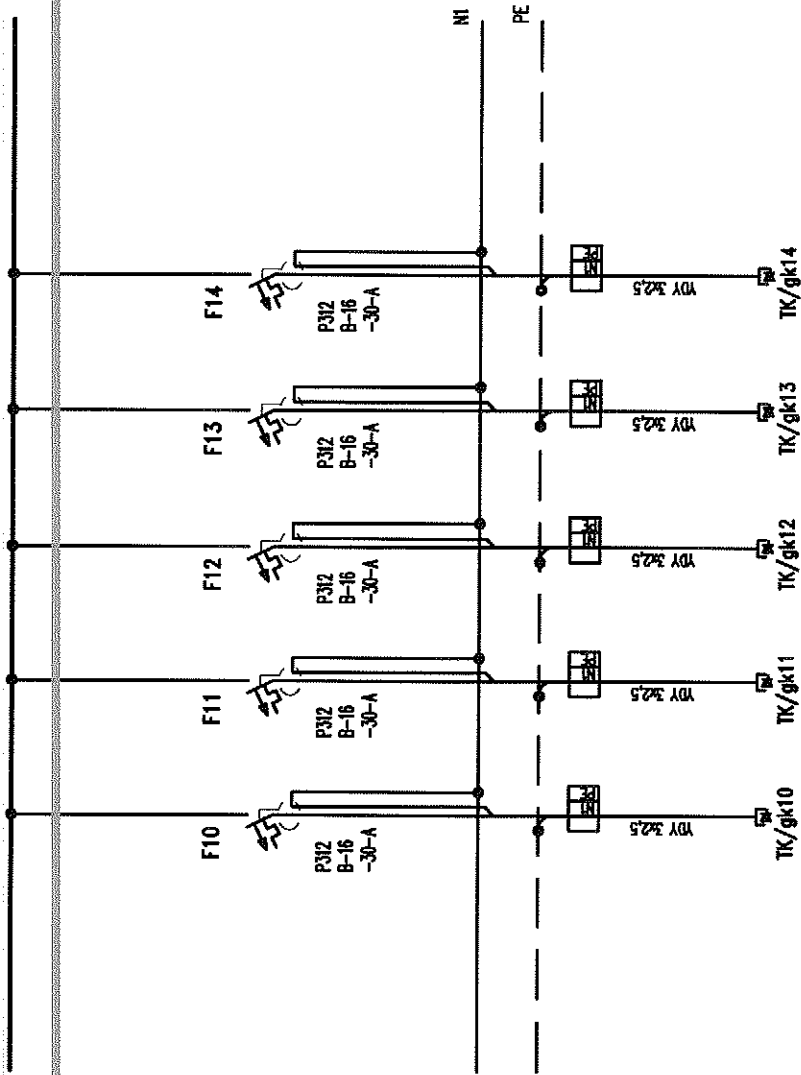 N1
PE
F10
F11
F12
F13
F14
P312
B-16
-30-A
P312
B-16
-30-A
P312
B-16
-30-A
P312
B-16
-30-A
P312
B-16
-30-A
YDY 3x2,5
YDY 3x2,5
YDY 3x2,5
YDY 3x2,5
YDY 3x2,5
TK/gk10
TK/gk11
TK/gk12
TK/gk13
TK/gk14